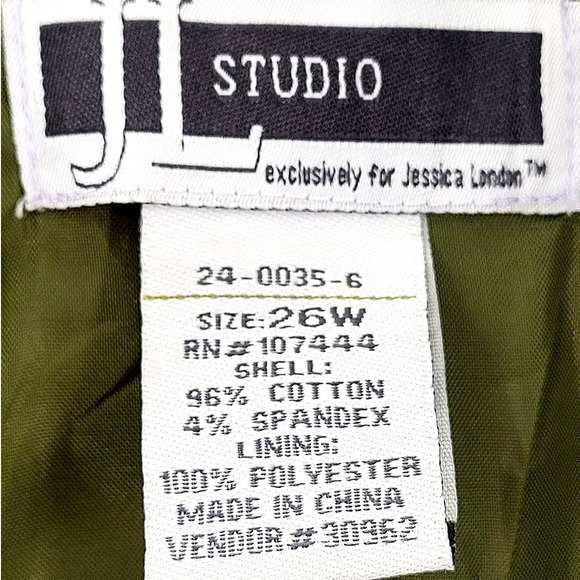 JL STUDIO
exclusively for Jessica London™
24-0035-6
SIZE:26W
RN#107444
SHELL:
96% COTTON
4% SPANDEX
LINING:
100% POLYESTER
MADE IN CHINA
VENDOR#30962